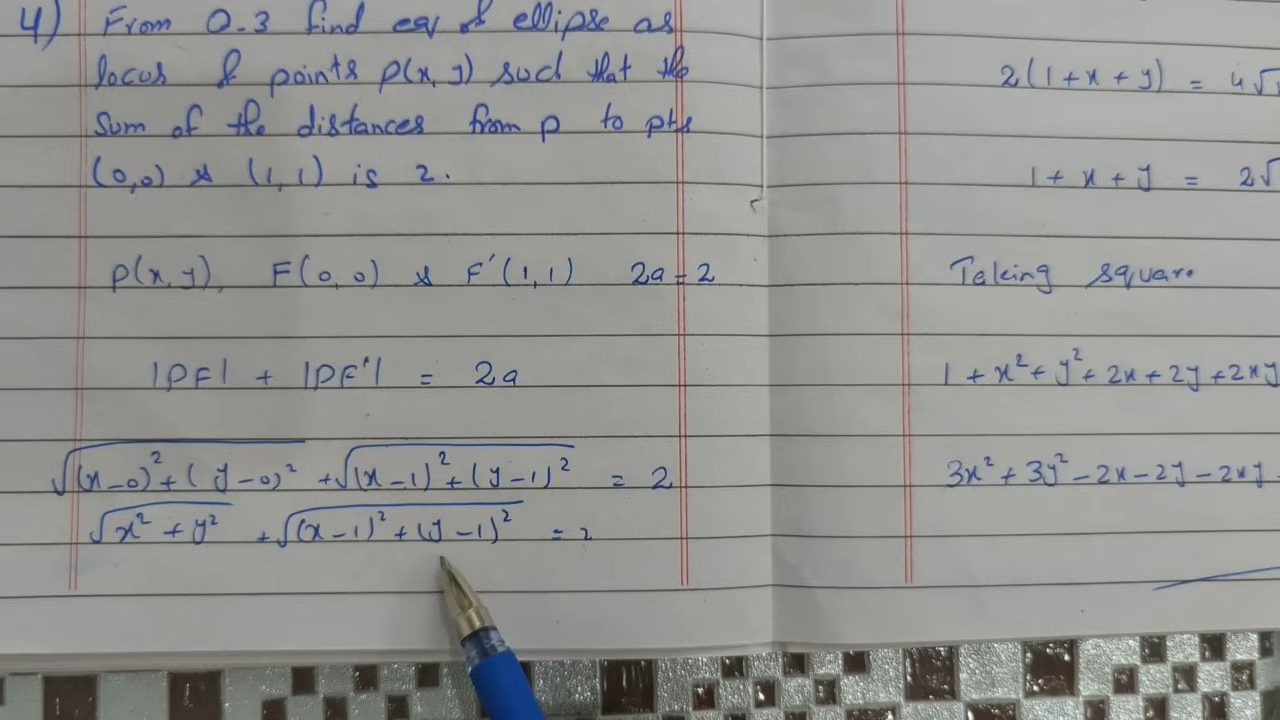 4) From Q.3 find eq of ellipse as
locus of points P(x, y) such that the
sum of the distances from P to pts
(0,0) & (1,1) is 2.
P(x,y), F(0,0) & F'(1,1) 2a = 2
|PF| + |PF'| = 2a
√(x-0)² + (y-0)² + √(x-1)² + (y-1)² = 2
√x² + y² + √(x-1)² + (y-1)² = 2
2(1+x+y) = 4√
1 + x + y = 2√
Taking square
1 + x² + y² + 2x + 2y + 2xy
3x² + 3y² - 2x - 2y - 2xy -